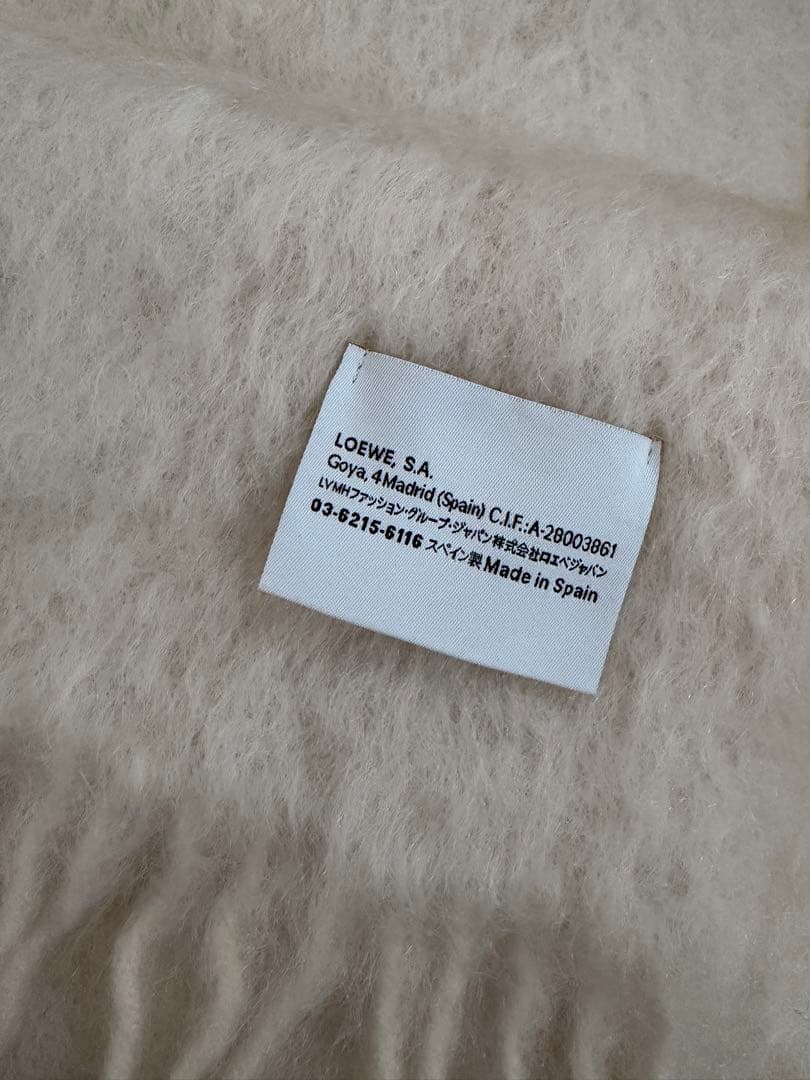 LOEWE, S.A.
Goya, 4 Madrid (Spain) C.I.F.:A-28003861
LVMHファッション・グループ・ジャパン株式会社ロエベジャパン
03-6215-6116 スペイン製 Made in Spain